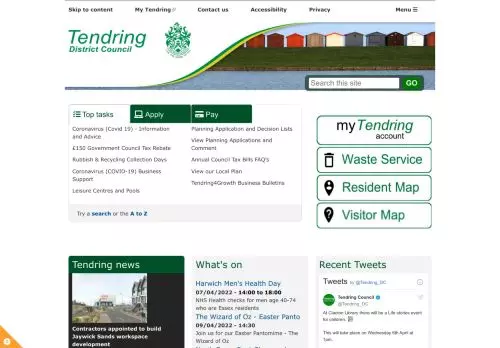 Skip to content
My Tendring
Contact us
Accessibility
Privacy
Menu ☰
Tendring
District Council
Search this site
GO
Top tasks
Apply
Pay
Coronavirus (Covid 19) - Information
and Advice
£150 Government Council Tax Rebate
Rubbish & Recycling Collection Days
Coronavirus (COVID-19) Business
Support
Leisure Centres and Pools
Planning Application and Decision Lists
View Planning Applications and
Comment
Annual Council Tax Bills FAQ's
View our Local Plan
Tendring4Growth Business Bulletins
Try a search or the A to Z
myTendring
account
Waste Service
Resident Map
Visitor Map
Tendring news
Contractors appointed to build
Jaywick Sands workspace
development
What's on
Harwich Men's Health Day
07/04/2022 - 14:00 to 18:00
NHS Health checks for men age 40-74
who are Essex residents
The Wizard of Oz - Easter Panto
09/04/2022 - 14:30
Join us for our Easter Pantomime - The
Wizard of Oz
Recent Tweets
Tweets by @Tendring_DC
Tendring Council
@Tendring_DC
At Clacton Library there will be a Life stories event
for children.
This will take place on Wednesday 6th April at
1am.